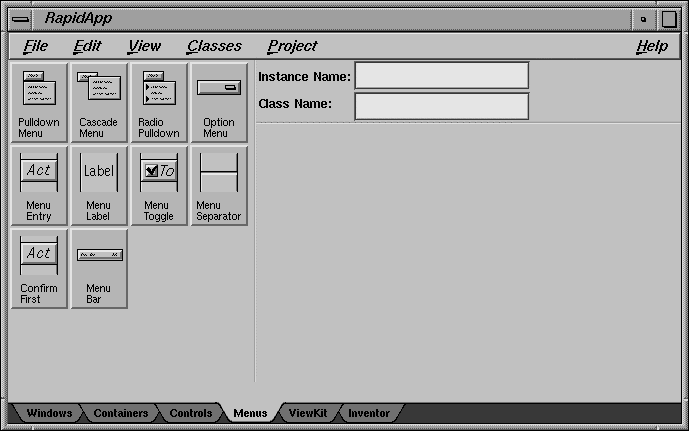 RapidApp
File Edit View Classes Project Help
Instance Name:
Class Name:
Pulldown Menu
Cascade Menu
Radio Pulldown
Option Menu
Act
Menu Entry
Label
Menu Label
To
Menu Toggle
Menu Separator
Act
Confirm First
Menu Bar
Windows Containers Controls Menus ViewKit Inventor